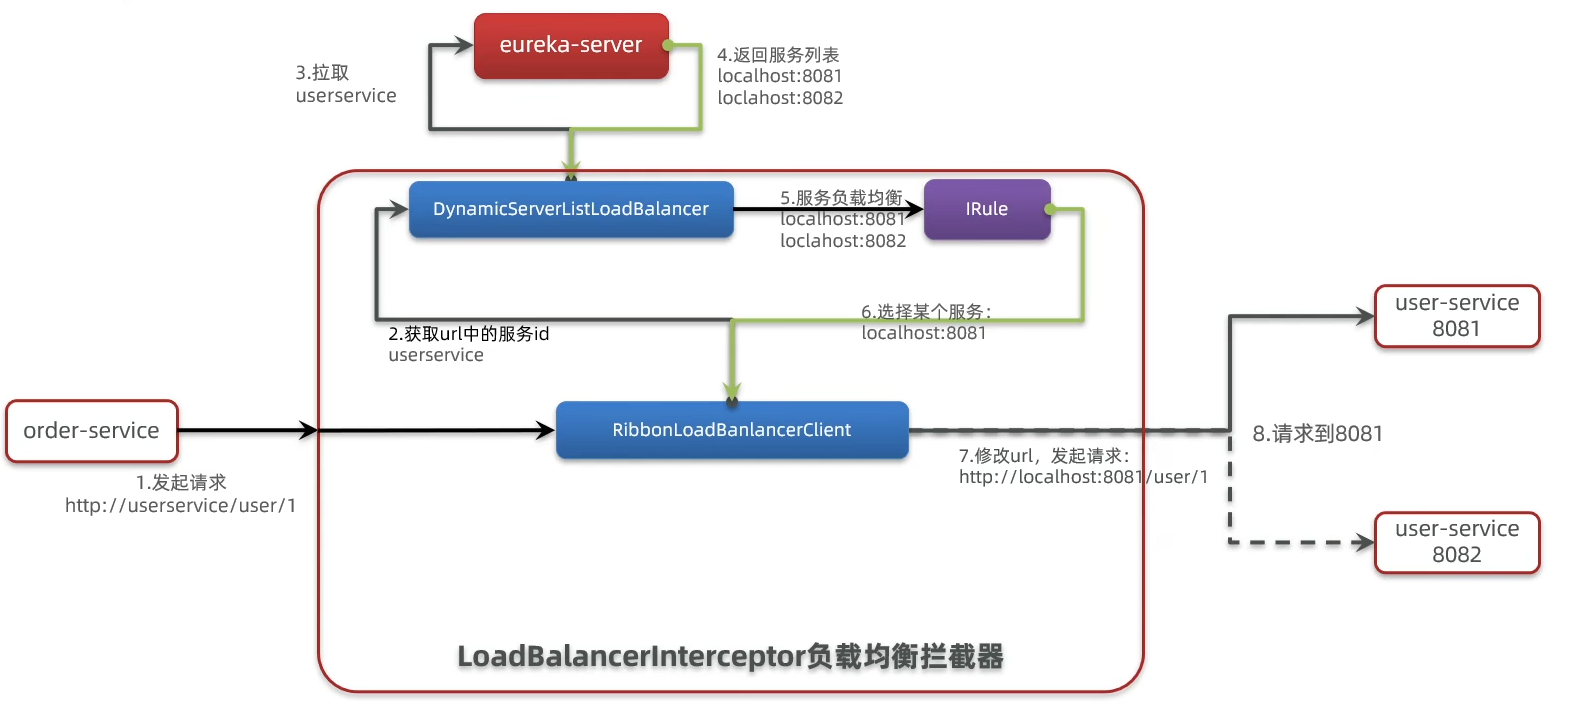 eureka-server
3.拉取
userservice
4.返回服务列表
localhost:8081
loclahost:8082
DynamicServerListLoadBalancer
5.服务负载均衡
localhost:8081
loclahost:8082
IRule
2.获取url中的服务id
userservice
6.选择某个服务：
localhost:8081
user-service
8081
order-service
1.发起请求
http://userservice/user/1
RibbonLoadBanlancerClient
7.修改url，发起请求：
http://localhost:8081/user/1
8.请求到8081
user-service
8082
LoadBalancerInterceptor负载均衡拦截器